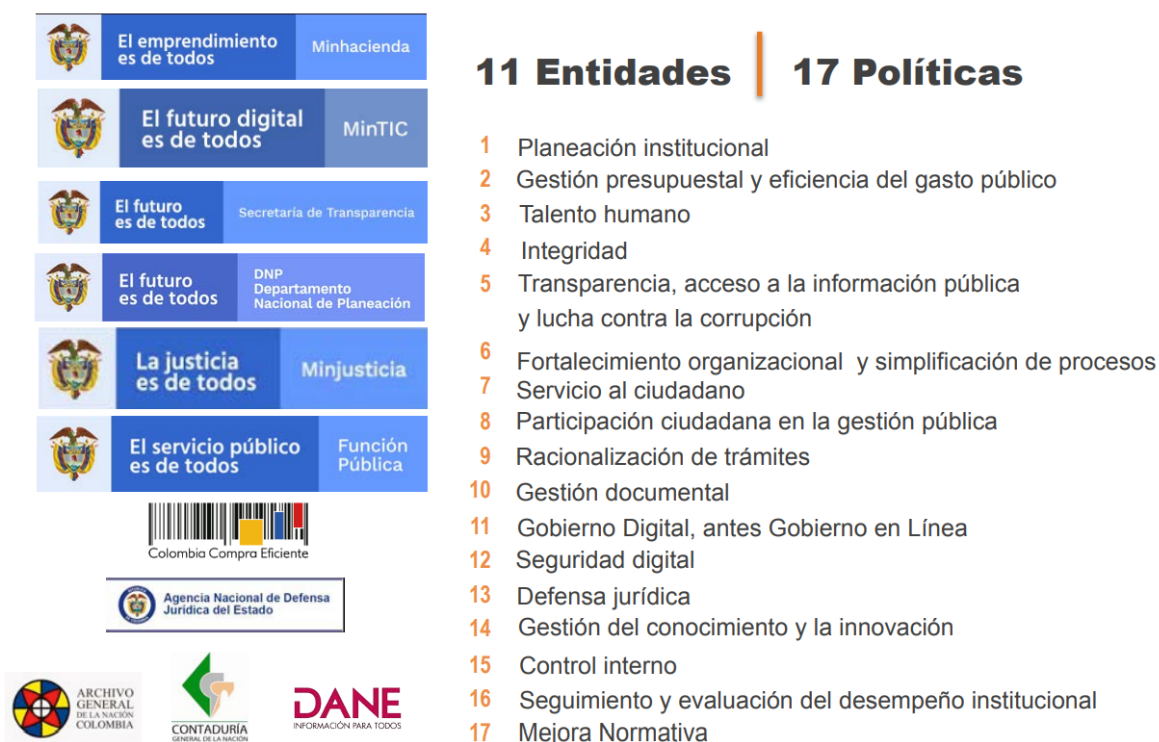 El emprendimiento
es de todos
Minhacienda
El futuro digital
es de todos
MinTIC
El futuro
es de todos
Secretaría de Transparencia
El futuro
es de todos
DNP
Departamento
Nacional de Planeación
La justicia
es de todos
Minjusticia
El servicio público
es de todos
Función
Pública
Colombia Compra Eficiente
Agencia Nacional de Defensa
Jurídica del Estado
ARCHIVO
GENERAL
DE LA NACIÓN
COLOMBIA
CONTADURÍA
GENERAL DE LA NACIÓN
DANE
INFORMACIÓN PARA TODOS
11 Entidades
17 Políticas
1 Planeación institucional
2 Gestión presupuestal y eficiencia del gasto público
3 Talento humano
4 Integridad
5 Transparencia, acceso a la información pública
y lucha contra la corrupción
6 Fortalecimiento organizacional y simplificación de procesos
7 Servicio al ciudadano
8 Participación ciudadana en la gestión pública
9 Racionalización de trámites
10 Gestión documental
11 Gobierno Digital, antes Gobierno en Línea
12 Seguridad digital
13 Defensa jurídica
14 Gestión del conocimiento y la innovación
15 Control interno
16 Seguimiento y evaluación del desempeño institucional
17 Mejora Normativa